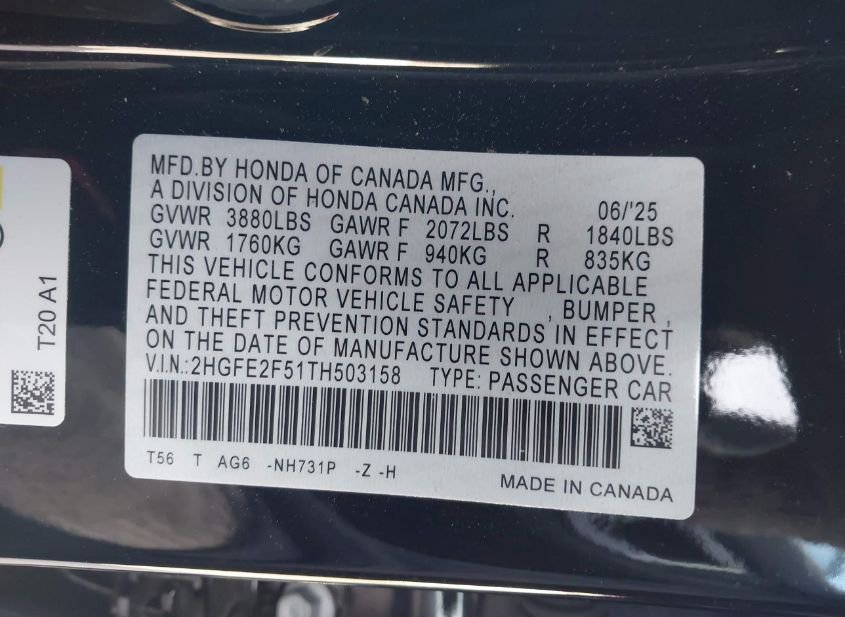 MFD.BY HONDA OF CANADA MFG.,
A DIVISION OF HONDA CANADA INC. 06/'25
GVWR 3880LBS GAWR F 2072LBS R 1840LBS
GVWR 1760KG GAWR F 940KG R 835KG
THIS VEHICLE CONFORMS TO ALL APPLICABLE
FEDERAL MOTOR VEHICLE SAFETY , BUMPER ,
AND THEFT PREVENTION STANDARDS IN EFFECT
ON THE DATE OF MANUFACTURE SHOWN ABOVE.
V.I.N.:2HGFE2F51TH503158 TYPE: PASSENGER CAR
T56 T AG6 -NH731P -Z -H
MADE IN CANADA
T20 A1